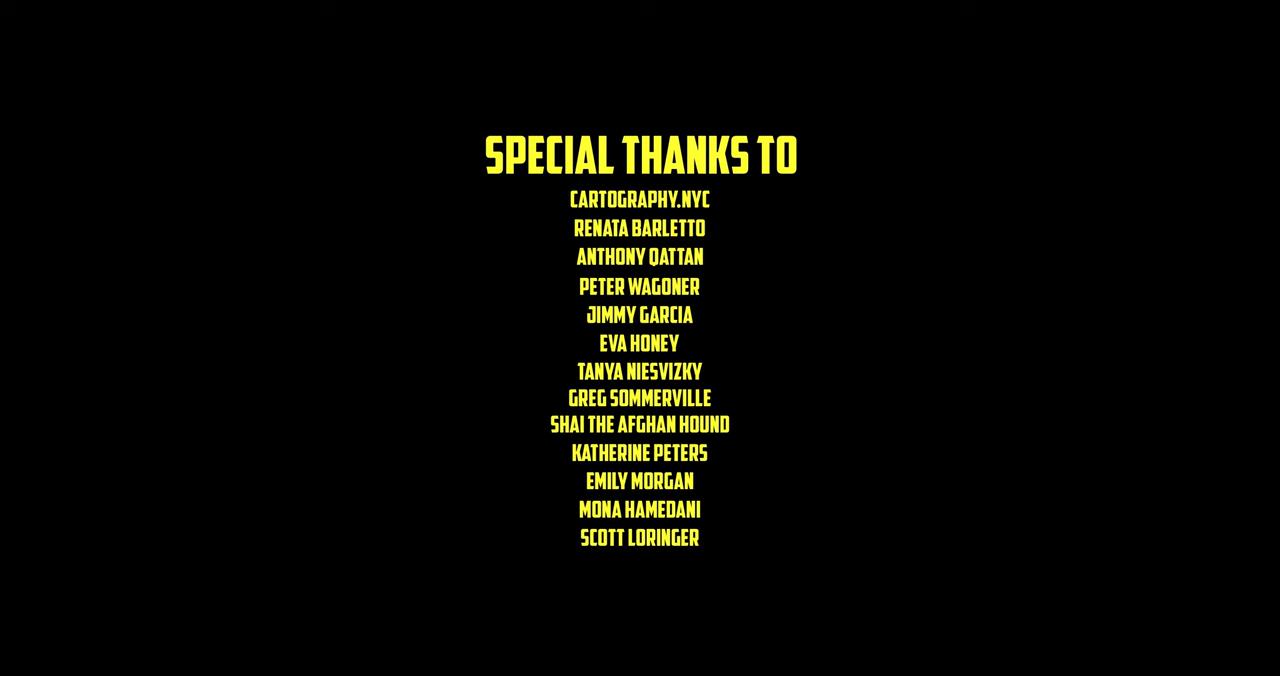 SPECIAL THANKS TO
CARTOGRAPHY.NYC
RENATA BARLETTO
ANTHONY QATTAN
PETER WAGONER
JIMMY GARCIA
EVA HONEY
TANYA NIESVIZKY
GREG SOMMERVILLE
SHAI THE AFGHAN HOUND
KATHERINE PETERS
EMILY MORGAN
MONA HAMEDANI
SCOTT LORINGER